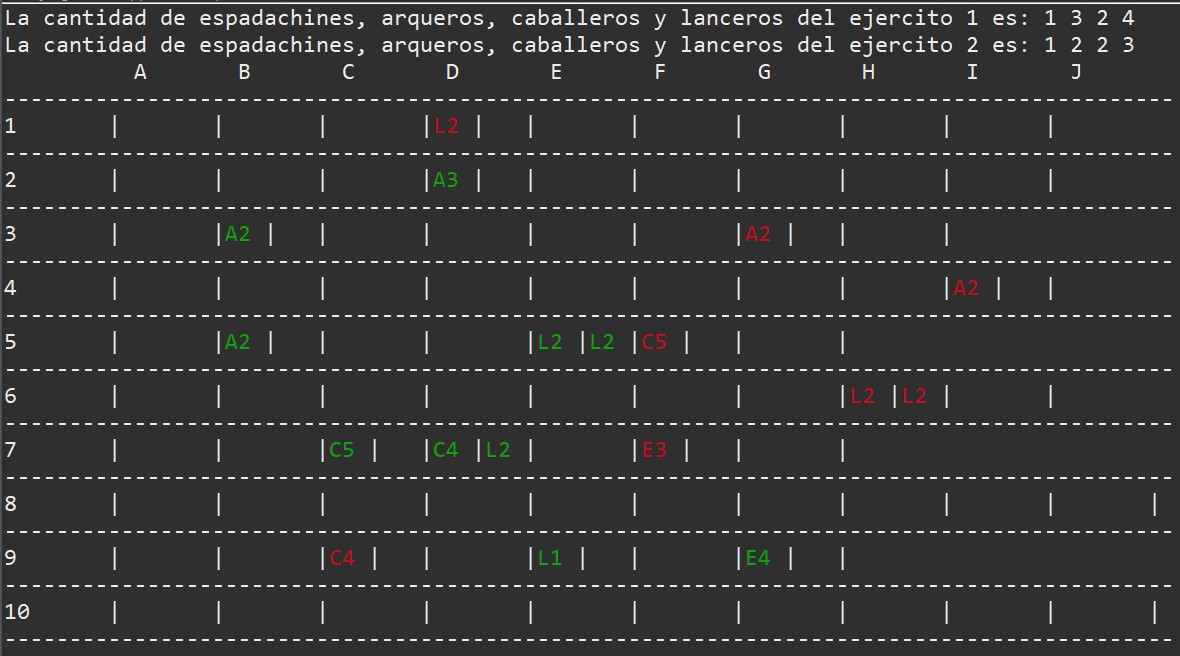 La cantidad de espadachines, arqueros, caballeros y lanceros del ejercito 1 es: 1 3 2 4
La cantidad de espadachines, arqueros, caballeros y lanceros del ejercito 2 es: 1 2 2 3
A B C D E F G H I J
------------------------------------------------------------------------------------------
1 | | | |L2 | | | | | | |
------------------------------------------------------------------------------------------
2 | | | |A3 | | | | | | |
------------------------------------------------------------------------------------------
3 | |A2 | | | | | |A2 | | |
------------------------------------------------------------------------------------------
4 | | | | | | | | |A2 | |
------------------------------------------------------------------------------------------
5 | |A2 | | | |L2 |L2 |C5 | | |
------------------------------------------------------------------------------------------
6 | | | | | | | |L2 |L2 | |
------------------------------------------------------------------------------------------
7 | | |C5 | |C4 |L2 | |E3 | | |
------------------------------------------------------------------------------------------
8 | | | | | | | | | | |
------------------------------------------------------------------------------------------
9 | | |C4 | | |L1 | | |E4 | |
------------------------------------------------------------------------------------------
10 | | | | | | | | | | |
------------------------------------------------------------------------------------------